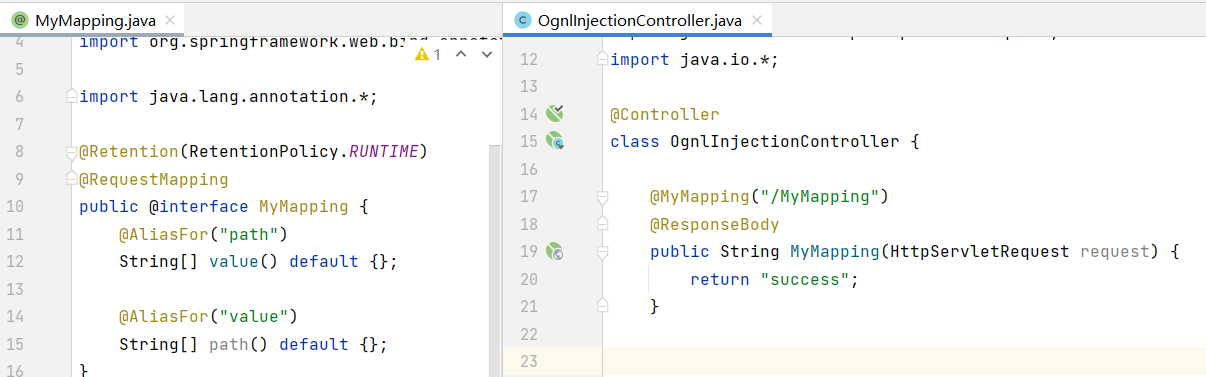 MyMapping.java
4 import org.springframework.web.bind.annotat
1
5
6 import java.lang.annotation.*;
7
8 @Retention(RetentionPolicy.RUNTIME)
9 @RequestMapping
10 public @interface MyMapping {
11 @AliasFor("path")
12 String[] value() default {};
13
14 @AliasFor("value")
15 String[] path() default {};
16 }
OgnlInjectionController.java
12 import java.io.*;
13
14 @Controller
15 class OgnlInjectionController {
16
17 @MyMapping("/MyMapping")
18 @ResponseBody
19 public String MyMapping(HttpServletRequest request) {
20 return "success";
21 }
22
23